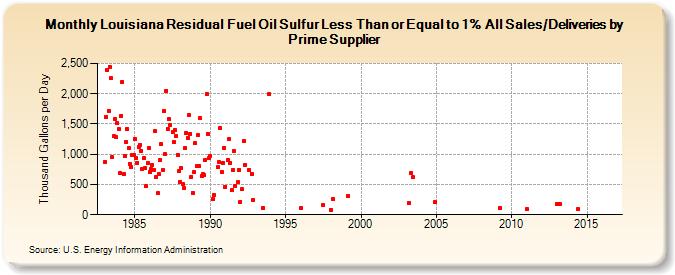 Monthly Louisiana Residual Fuel Oil Sulfur Less Than or Equal to 1% All Sales/Deliveries by
Prime Supplier
Thousand Gallons per Day
2,500
2,000
1,500
1,000
500
0
1985 1990 1995 2000 2005 2010 2015
Source: U.S. Energy Information Administration